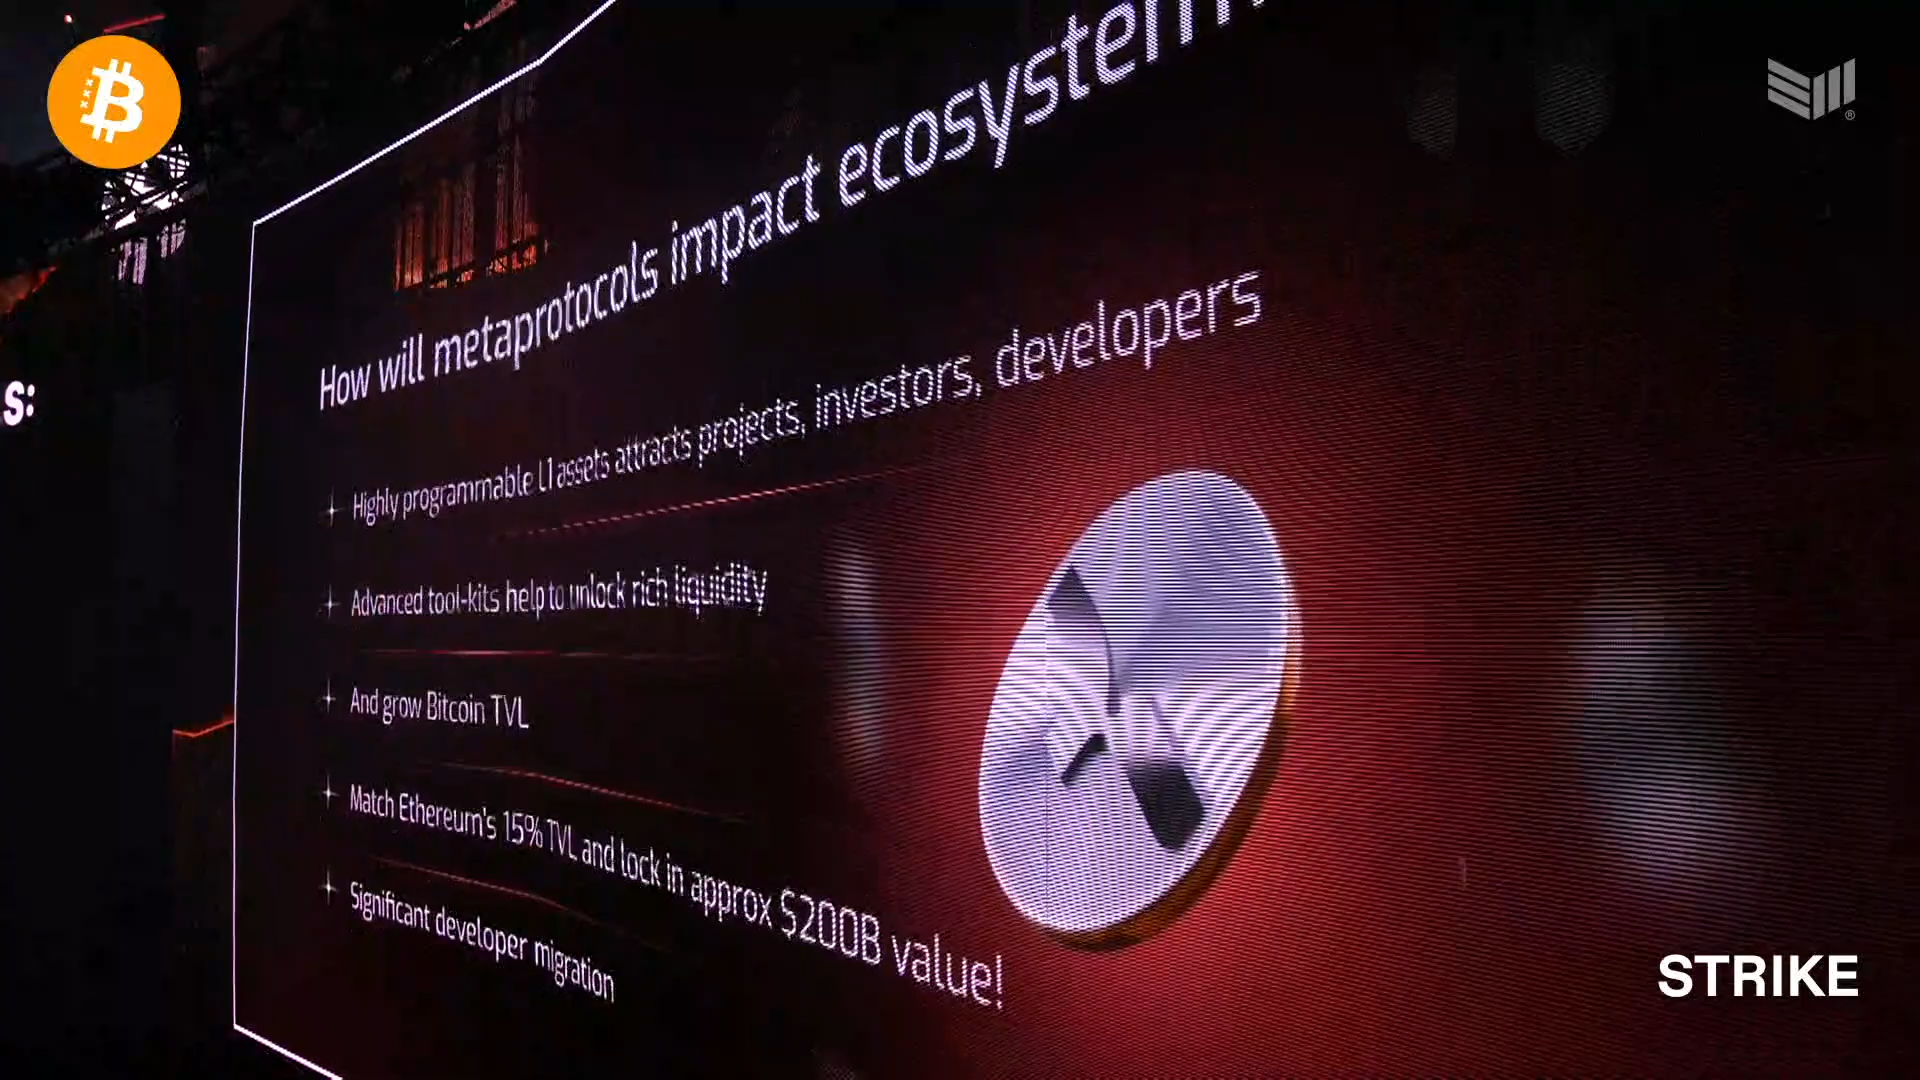 s:
How will metaprotocols impact ecosystem
Highly programmable L1 assets attracts projects, investors, developers
Advanced tool-kits help to unlock rich liquidity
And grow Bitcoin TVL
Match Ethereum's 15% TVL and lock in approx $200B value!
Significant developer migration
STRIKE